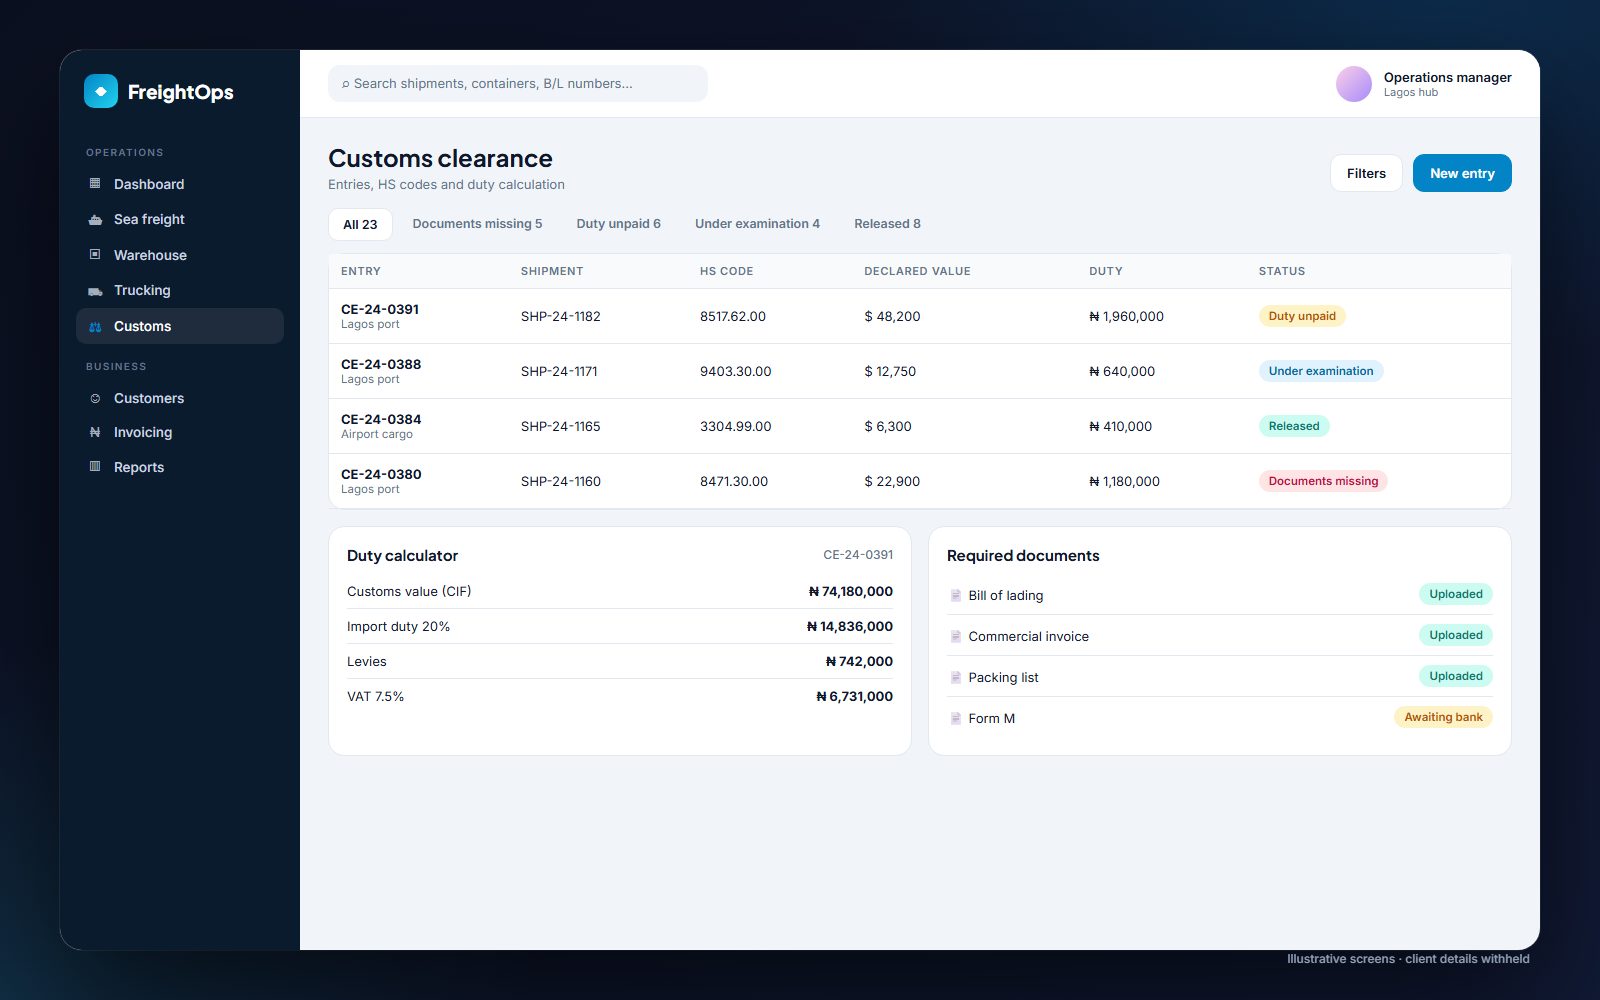 FreightOps
Search shipments, containers, B/L numbers...
Operations manager
Lagos hub
OPERATIONS
Dashboard
Sea freight
Warehouse
Trucking
Customs
BUSINESS
Customers
₦ Invoicing
Reports
Customs clearance
Entries, HS codes and duty calculation
Filters
New entry
All 23 Documents missing 5 Duty unpaid 6 Under examination 4 Released 8
ENTRY SHIPMENT HS CODE DECLARED VALUE DUTY STATUS
CE-24-0391 SHP-24-1182 8517.62.00 $ 48,200 ₦ 1,960,000 Duty unpaid
Lagos port
CE-24-0388 SHP-24-1171 9403.30.00 $ 12,750 ₦ 640,000 Under examination
Lagos port
CE-24-0384 SHP-24-1165 3304.99.00 $ 6,300 ₦ 410,000 Released
Airport cargo
CE-24-0380 SHP-24-1160 8471.30.00 $ 22,900 ₦ 1,180,000 Documents missing
Lagos port
Duty calculator CE-24-0391
Customs value (CIF) ₦ 74,180,000
Import duty 20% ₦ 14,836,000
Levies ₦ 742,000
VAT 7.5% ₦ 6,731,000
Required documents
Bill of lading Uploaded
Commercial invoice Uploaded
Packing list Uploaded
Form M Awaiting bank
Illustrative screens · client details withheld